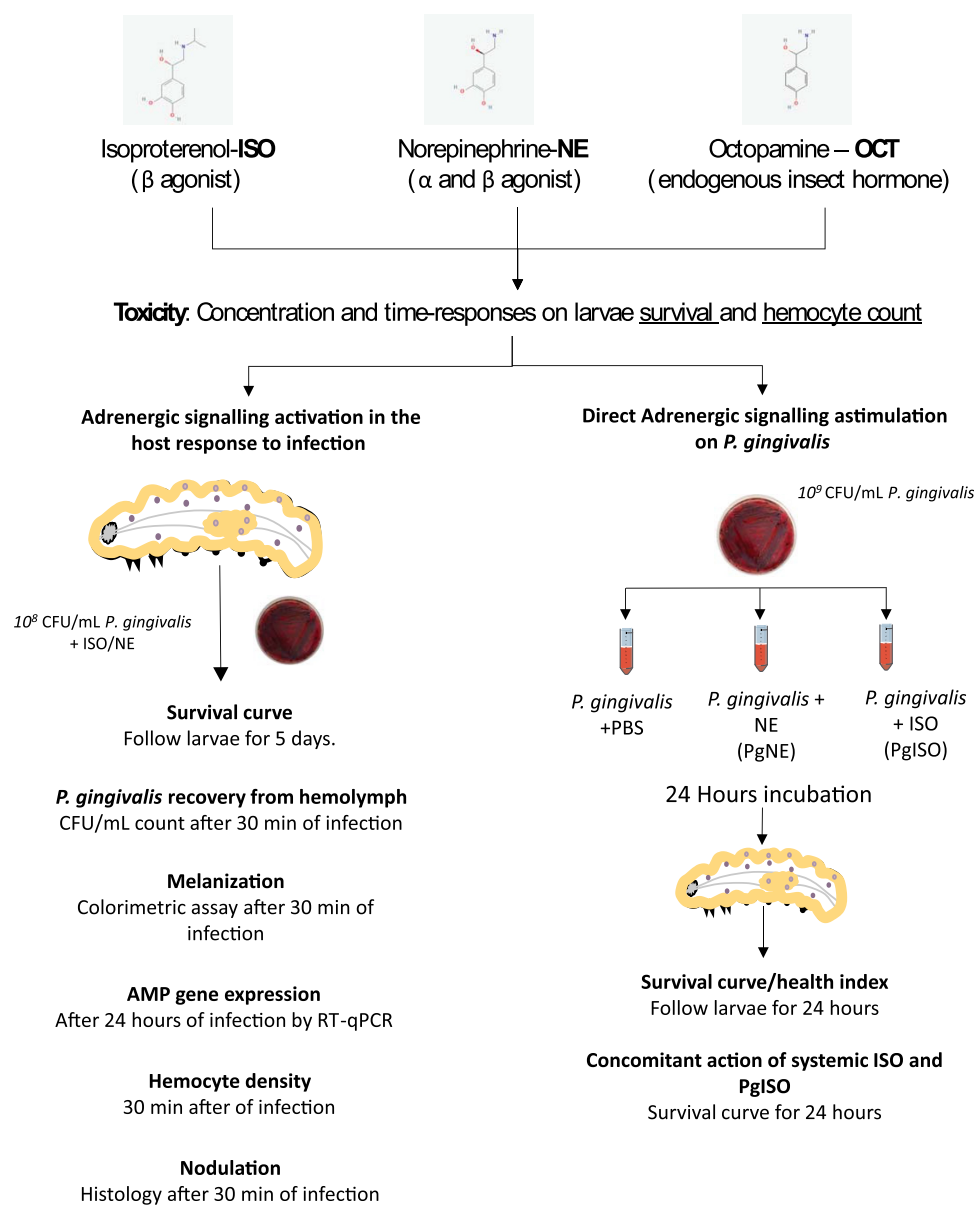 Isoproterenol-ISO
(β agonist)
Norepinephrine-NE
(α and β agonist)
Octopamine – OCT
(endogenous insect hormone)
Toxicity: Concentration and time-responses on larvae survival and hemocyte count
Adrenergic signalling activation in the
host response to infection
10⁸ CFU/mL P. gingivalis
+ ISO/NE
Survival curve
Follow larvae for 5 days.
P. gingivalis recovery from hemolymph
CFU/mL count after 30 min of infection
Melanization
Colorimetric assay after 30 min of
infection
AMP gene expression
After 24 hours of infection by RT-qPCR
Hemocyte density
30 min after of infection
Nodulation
Histology after 30 min of infection
Direct Adrenergic signalling astimulation
on P. gingivalis
10⁹ CFU/mL P. gingivalis
P. gingivalis
+PBS
P. gingivalis +
NE
(PgNE)
P. gingivalis
+ ISO
(PgISO)
24 Hours incubation
Survival curve/health index
Follow larvae for 24 hours
Concomitant action of systemic ISO and
PgISO
Survival curve for 24 hours